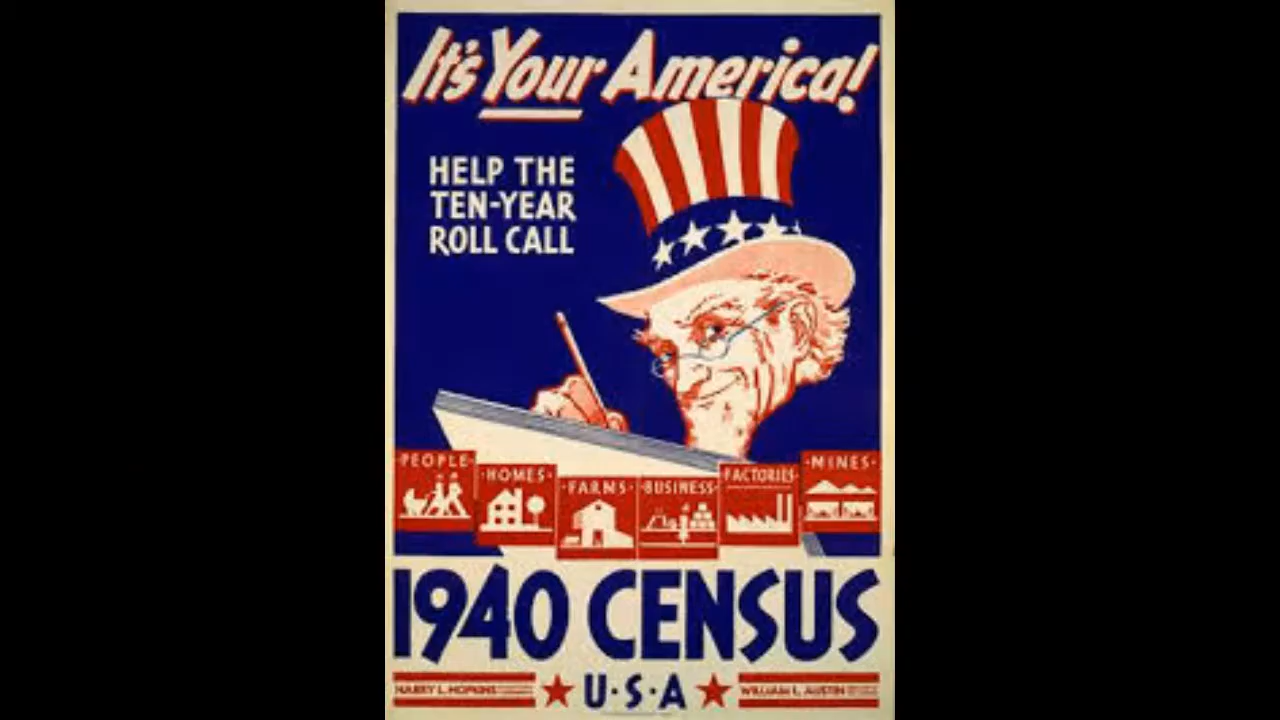 It's Your America!
HELP THE
TEN-YEAR
ROLL CALL
·PEOPLE·
·HOMES·
·FARMS·
·BUSINESS·
FACTORIES
·MINES·
1940 CENSUS
HARRY L. HOPKINS
U·S·A
WILLIAM L. AUSTIN